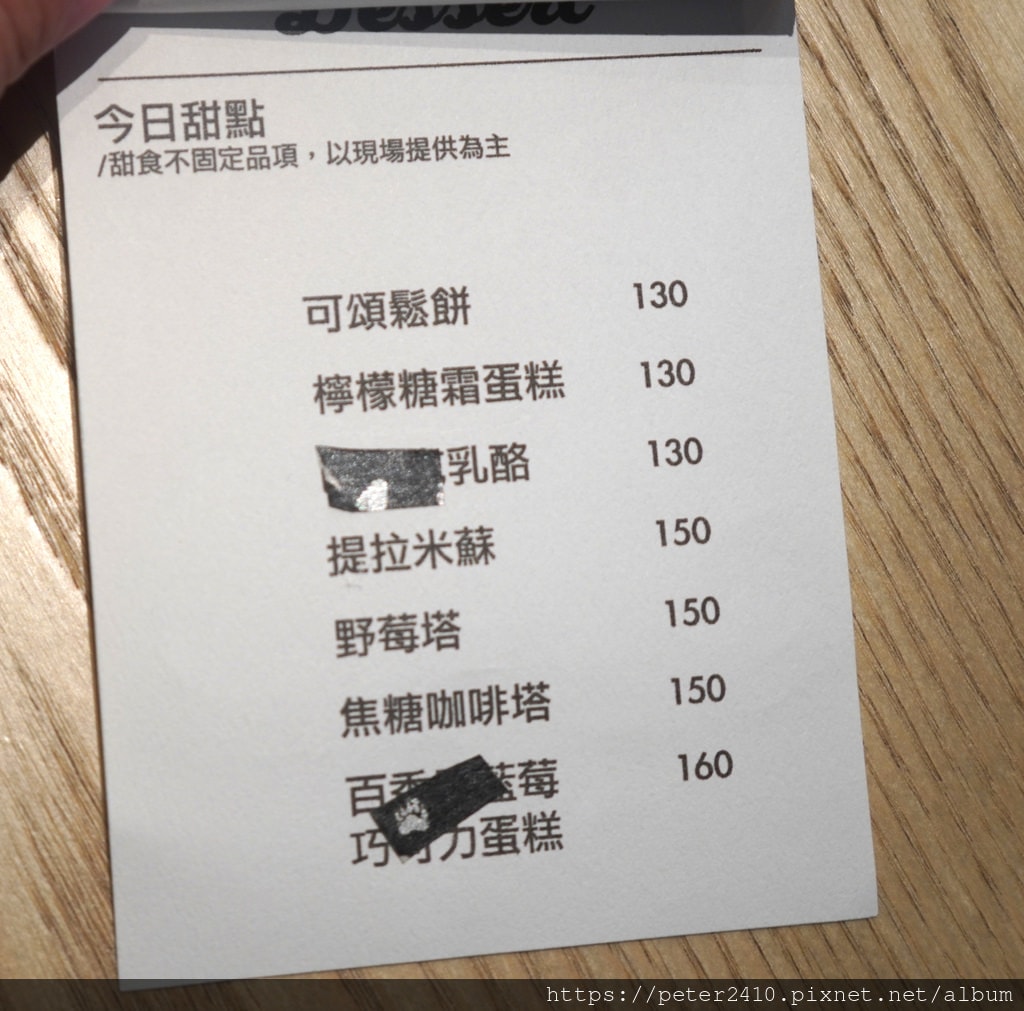 Dessert
今日甜點
/甜食不固定品項，以現場提供為主
可頌鬆餅 130
檸檬糖霜蛋糕 130
乳酪 130
提拉米蘇 150
野莓塔 150
焦糖咖啡塔 150
百香 藍莓 160
巧 力蛋糕
https://peter2410.pixnet.net/album